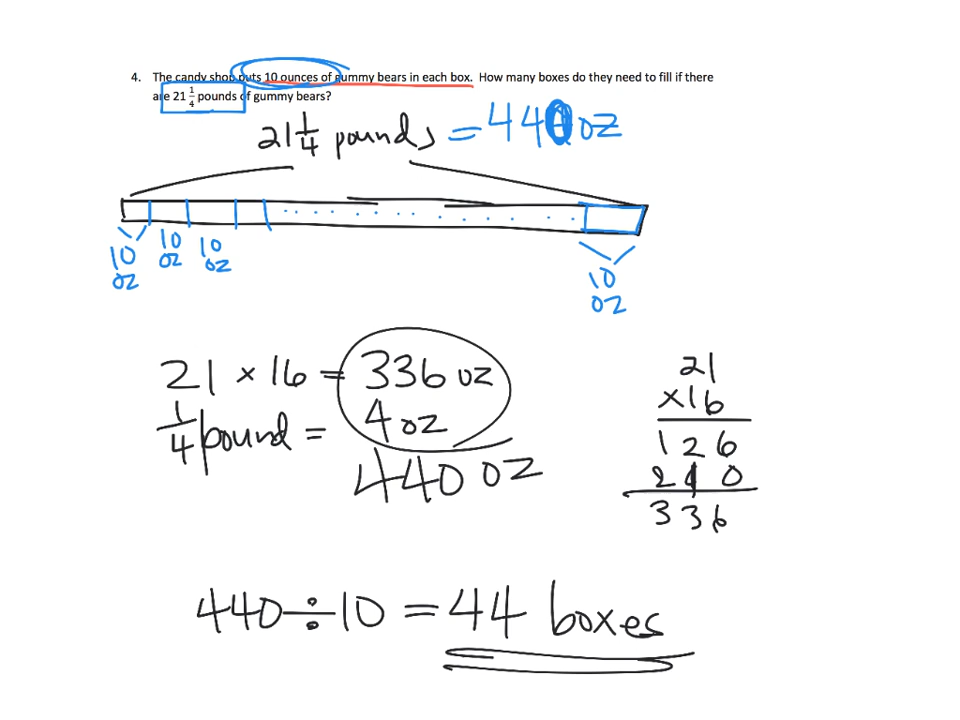 4. The candy shop puts 10 ounces of gummy bears in each box. How many boxes do they need to fill if there
are 21 1/4 pounds of gummy bears?
21 1/4 pounds = 440 oz
10 oz
10 oz
10 oz
10 oz
21 × 16 = 336 oz
1/4 pound = 4 oz
440 oz
21
×16
126
210
336
440 ÷ 10 = 44 boxes